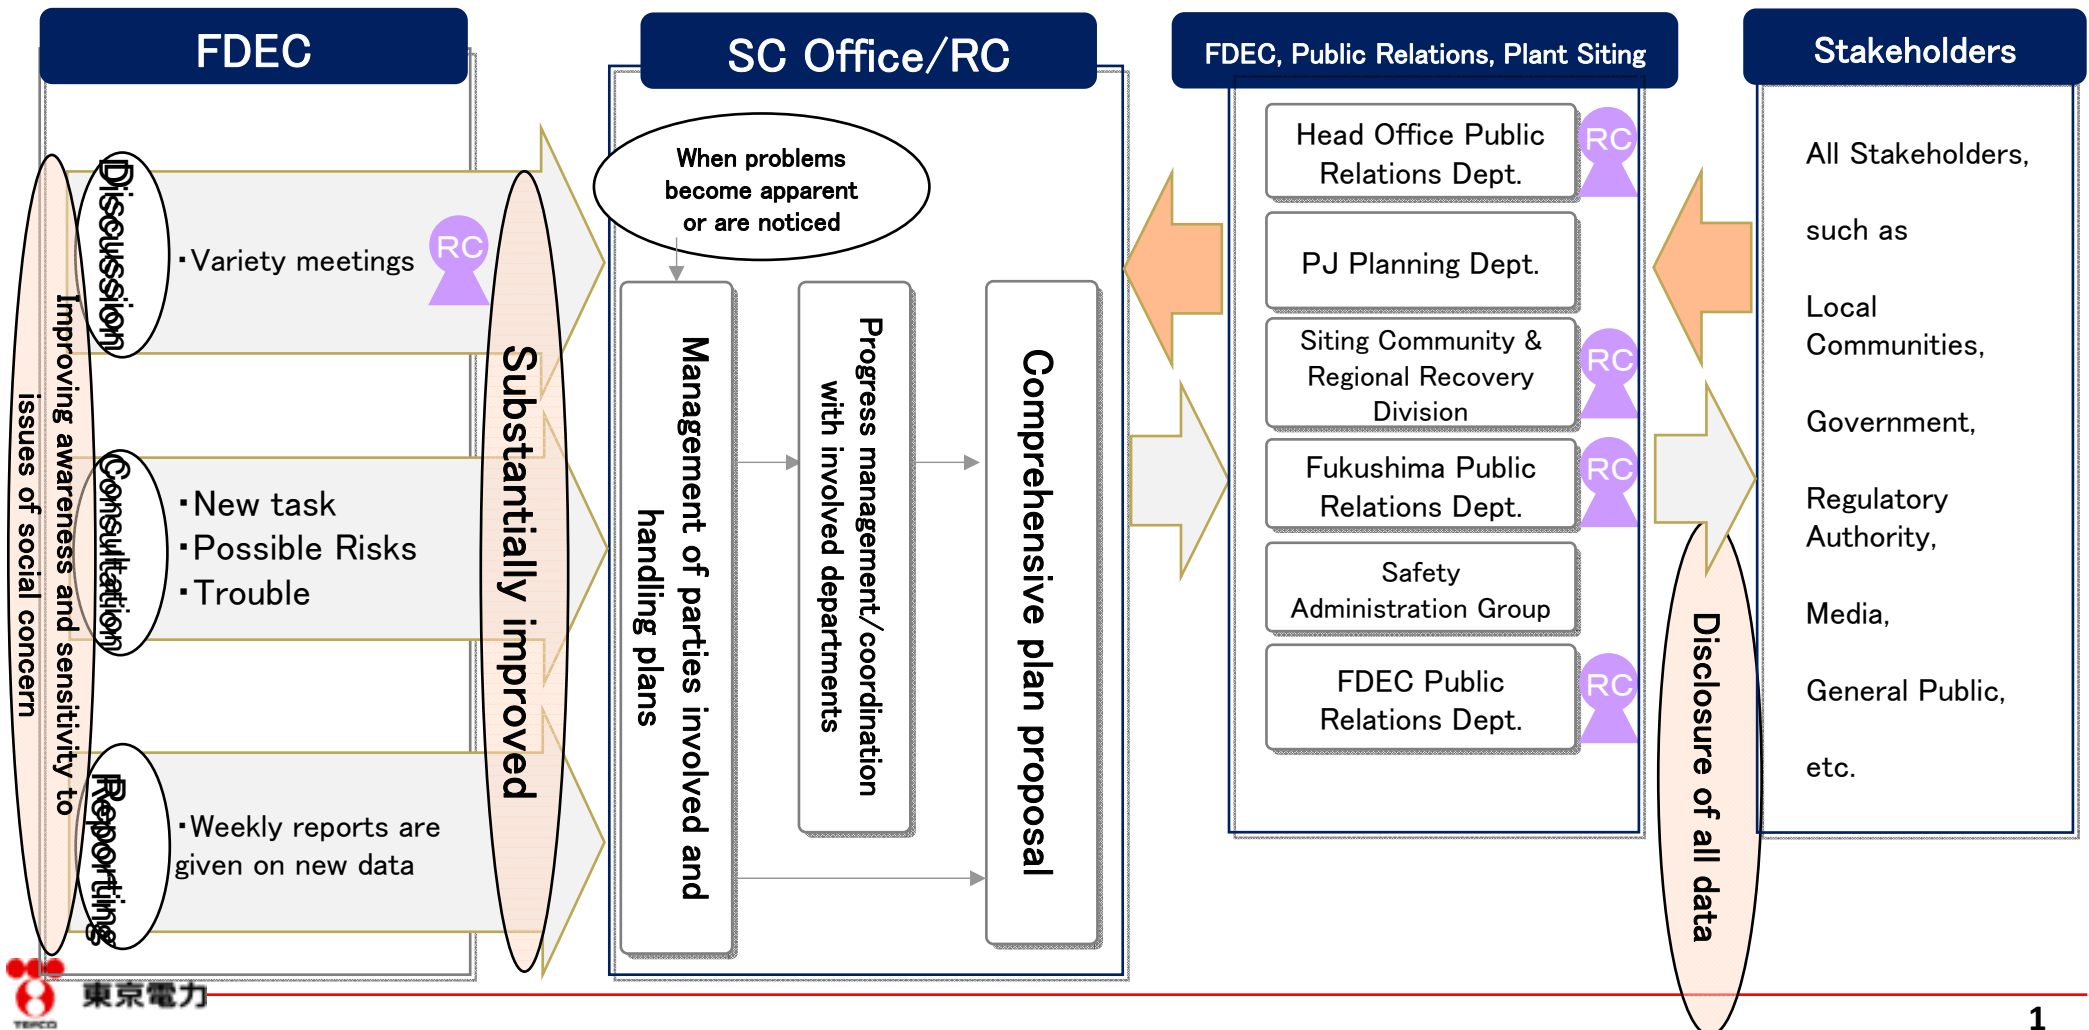 FDEC
Discussion
・Variety meetings
RC
Consultation
・New task
・Possible Risks
・Trouble
Reporting
・Weekly reports are
given on new data
Improving awareness and sensitivity to
issues of social concern
Substantially improved
SC Office/RC
When problems
become apparent
or are noticed
Management of parties involved and
handling plans
Progress management/coordination
with involved departments
Comprehensive plan proposal
FDEC, Public Relations, Plant Siting
Head Office Public
Relations Dept.
RC
PJ Planning Dept.
Siting Community &
Regional Recovery
Division
RC
Fukushima Public
Relations Dept.
RC
Safety
Administration Group
FDEC Public
Relations Dept.
RC
Disclosure of all data
Stakeholders
All Stakeholders,
such as
Local
Communities,
Government,
Regulatory
Authority,
Media,
General Public,
etc.
TEPCO
東京電力
1